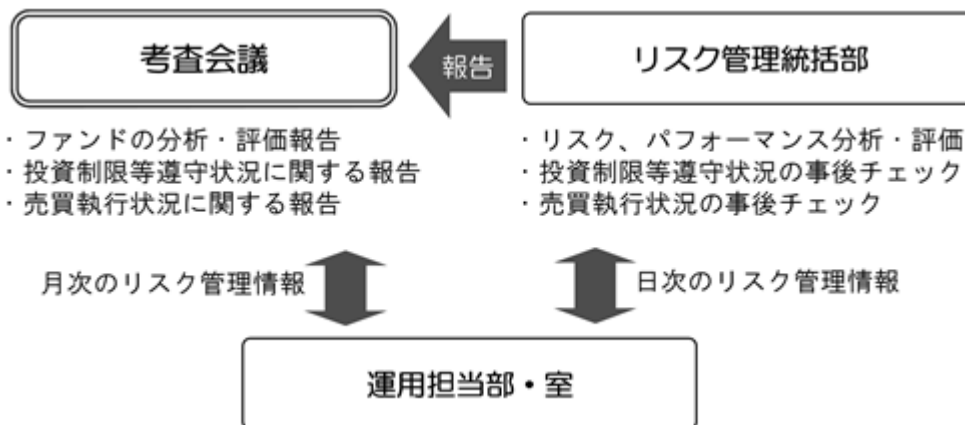 考査会議
報告
リスク管理統括部
・ファンドの分析・評価報告
・投資制限等遵守状況に関する報告
・売買執行状況に関する報告
・リスク、パフォーマンス分析・評価
・投資制限等遵守状況の事後チェック
・売買執行状況の事後チェック
月次のリスク管理情報
日次のリスク管理情報
運用担当部・室